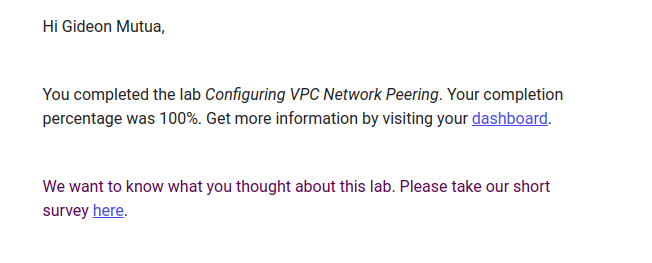 Hi Gideon Mutua,
You completed the lab Configuring VPC Network Peering. Your completion
percentage was 100%. Get more information by visiting your dashboard.
We want to know what you thought about this lab. Please take our short
survey here.